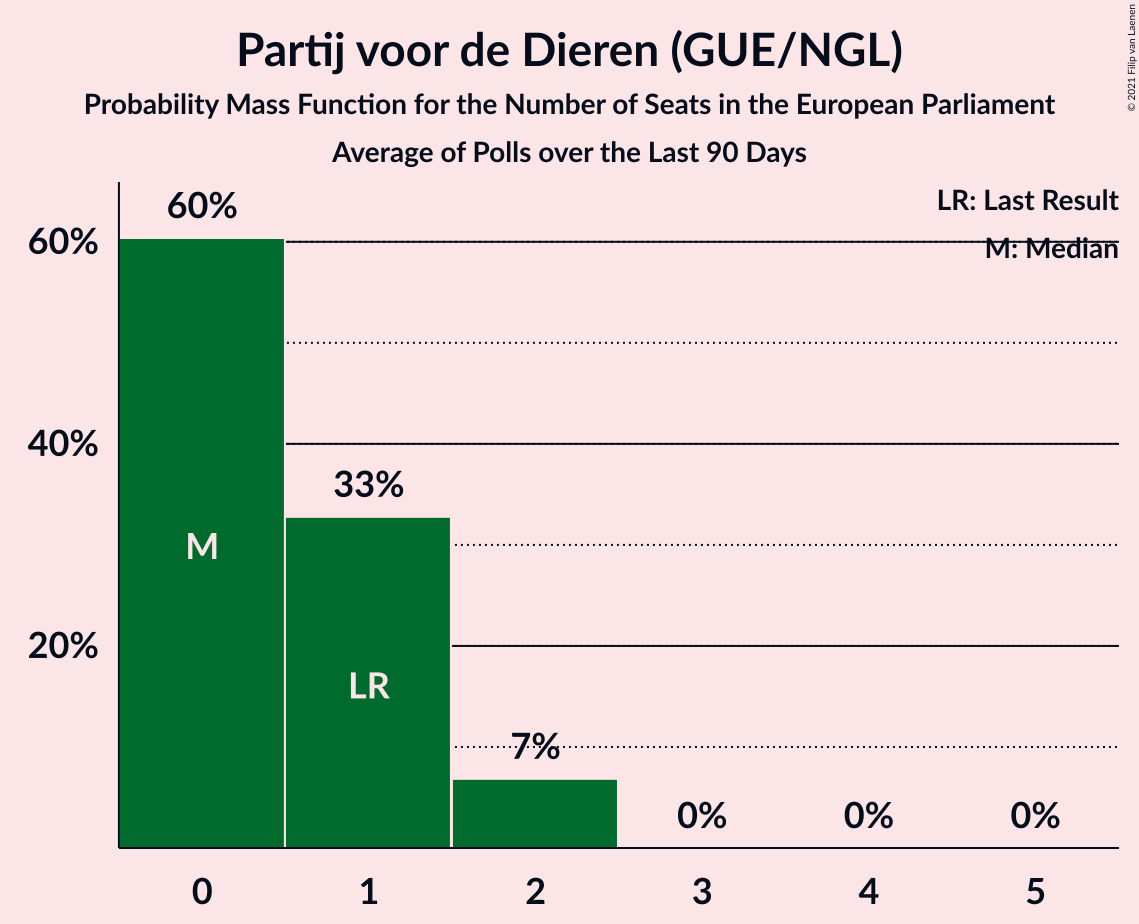 Partij voor de Dieren (GUE/NGL)
Probability Mass Function for the Number of Seats in the European Parliament
Average of Polls over the Last 90 Days
© 2021 Filip van Laenen
LR: Last Result
M: Median
60%
40%
20%
60%
33%
7%
0%
0%
0%
M
LR
0
1
2
3
4
5